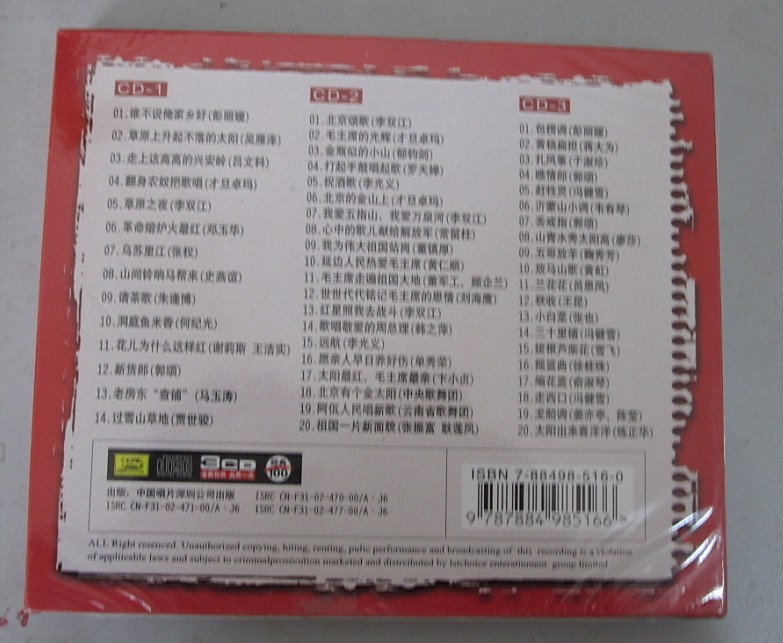 CD-1
01.谁不说俺家乡好(彭丽媛)
02.草原上升起不落的太阳(吴雁泽)
03.走上这高高的兴安岭(吕文科)
04.翻身农奴把歌唱(才旦卓玛)
05.草原之夜(李双江)
06.革命熔炉火最红(邓玉华)
07.乌苏里江(张权)
08.山间铃响马帮来(史燕谊)
09.请茶歌(朱逢博)
10.洞庭鱼米香(何纪光)
11.花儿为什么这样红(谢莉斯 王洁实)
12.新货郎(郭颂)
13.老房东"查铺"(马玉涛)
14.过雪山草地(贾世骏)
CD-2
01.北京颂歌(李双江)
02.毛主席的光辉(才旦卓玛)
03.金瓶似的小山(郁钧剑)
04.打起手鼓唱起歌(罗天婵)
05.祝酒歌(李光义)
06.北京的金山上(才旦卓玛)
07.我爱五指山，我爱万泉河(李双江)
08.心中的歌儿献给解放军(常留柱)
09.我为伟大祖国站岗(董镇厚)
10.延边人民热爱毛主席(黄仁顺)
11.毛主席走遍祖国大地(董军工、顾企兰)
12.世世代代铭记毛主席的恩情(刘海鹰)
13.红星照我去战斗(李双江)
14.歌唱敬爱的周总理(韩之萍)
15.远航(李光义)
16.愿亲人早日养好伤(单秀荣)
17.太阳最红，毛主席最亲(卞小贞)
18.北京有个金太阳(中央歌舞团)
19.阿佤人民唱新歌(云南省歌舞团)
20.祖国一片新面貌(张振富 耿莲凤)
CD-3
01.包楞调(彭丽媛)
02.黄杨扁担(蒋大为)
03.扎风筝(于淑珍)
04.瞧情郎(郭颂)
05.赶牲灵(冯健雪)
06.沂蒙山小调(韦有琴)
07.丢戒指(郭颂)
08.山青水秀太阳高(廖莎)
09.五哥放羊(鞠秀芳)
10.放马山歌(黄虹)
11.兰花花(员恩凤)
12.秋收(王昆)
13.小白菜(张也)
14.三十里铺(冯健雪)
15.拔根芦柴花(雪飞)
16.摇篮曲(徐桂珠)
17.编花篮(俞淑琴)
18.走西口(冯健雪)
19.龙船调(姜亦亭、陈莹)
20.太阳出来喜洋洋(练正华)
3CD
100
出版：中国唱片深圳公司出版 ISRC CN-F31-02-470-00/A·J6
ISRC CN-F31-02-471-00/A·J6 ISRC CN-F31-02-477-00/A·J6
ISBN 7-88498-516-0
9 787884 985166 >
ALL Right resenced. Unauthorized copying, hiting, renting, pulic performance and broadcasting of this recording is a violation
of applicable laws and subject to criminalprosecution marketed and distributed by latchoice enterainment group limited